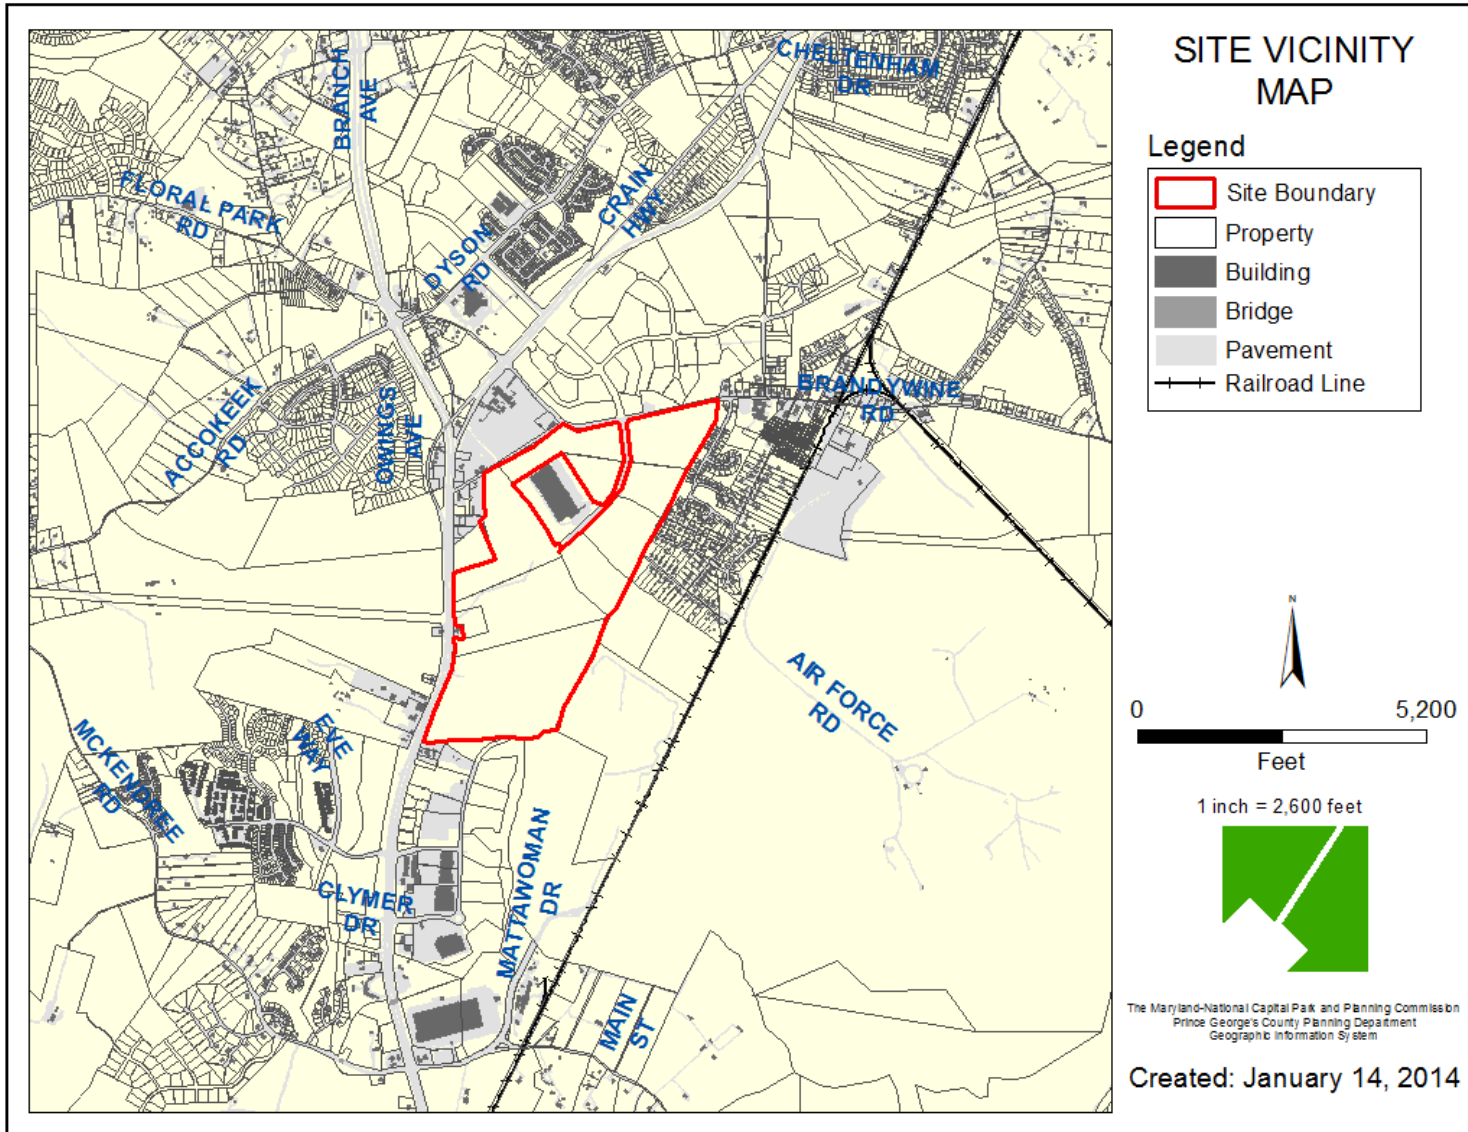 SITE VICINITY
MAP
Legend
Site Boundary
Property
Building
Bridge
Pavement
Railroad Line
N
0 5,200
Feet
1 inch = 2,600 feet
The Maryland-National Capital Park and Planning Commission
Prince George's County Planning Department
Geographic Information System
Created: January 14, 2014
BRANCH
AVE
CHELTENHAM
DR
FLORAL PARK
RD
CRAIN
HWY
DYSON
RD
ACCOKEEK
RD
OWINGS
AVE
BRANDYWINE
RD
AIR FORCE
RD
EVE
WAY
MCKENDREE
RD
CLYMER
DR
MATTAWOMAN
DR
MAIN
ST